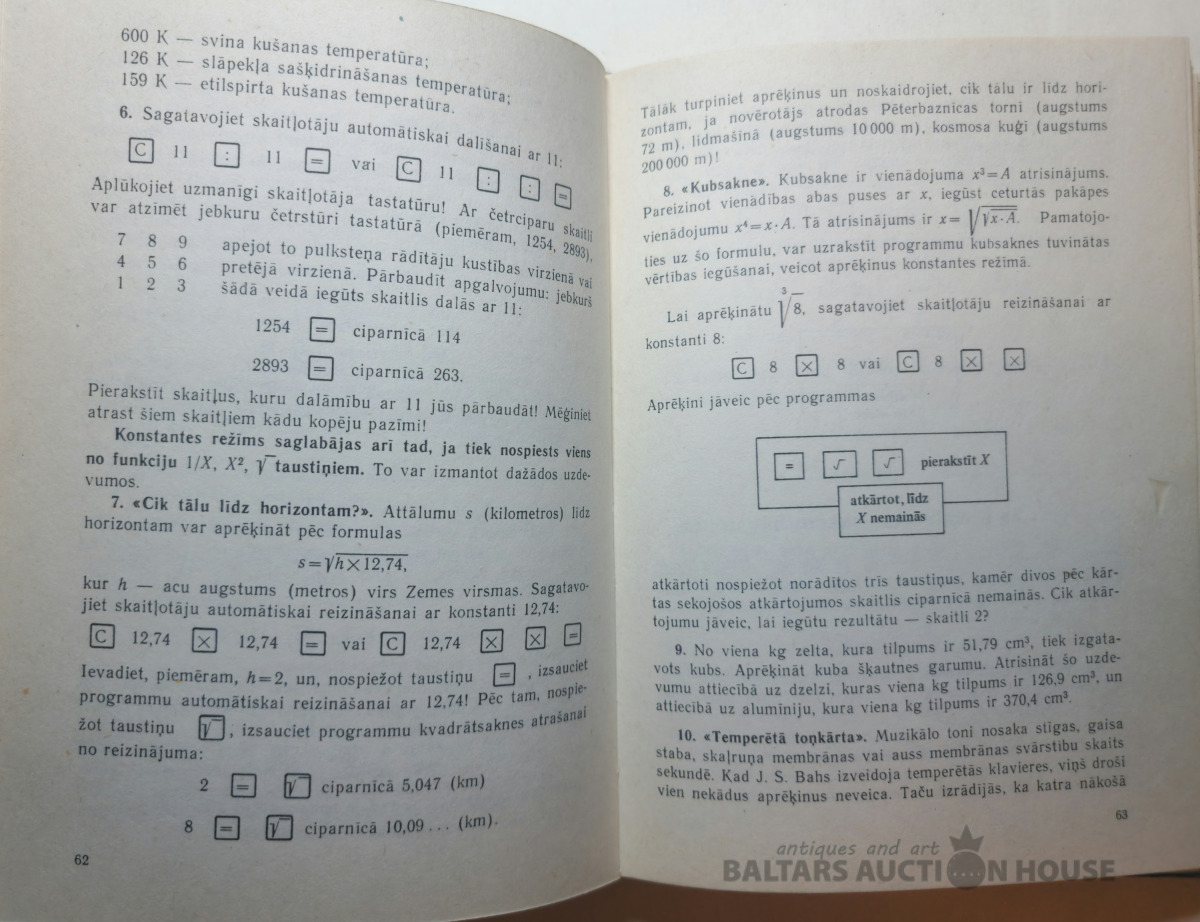 600 K — svina kušanas temperatūra;
126 K — slāpekļa sašķidrināšanas temperatūra;
159 K — etilspirta kušanas temperatūra.
6. Sagatavojiet skaitļotāju automātiskai dalīšanai ar 11:
C 11 : 11 = vai C 11 : : =
Aplūkojiet uzmanīgi skaitļotāja tastatūru! Ar četrciparu skaitli
var atzīmēt jebkuru četrstūri tastatūrā (piemēram, 1254, 2893),
7 8 9 apejot to pulksteņa rādītāju kustības virzienā vai
4 5 6 pretējā virzienā. Pārbaudīt apgalvojumu: jebkurš
1 2 3 šādā veidā iegūts skaitlis dalās ar 11:
1254 = ciparnīcā 114
2893 = ciparnīcā 263.
Pierakstīt skaitļus, kuru dalāmību ar 11 jūs pārbaudāt! Mēģiniet
atrast šiem skaitļiem kādu kopēju pazīmi!
Konstantes režīms saglabājas arī tad, ja tiek nospiests viens
no funkciju 1/X, X², √ taustiņiem. To var izmantot dažādos uzde-
vumos.
7. «Cik tālu līdz horizontam?». Attālumu s (kilometros) līdz
horizontam var aprēķināt pēc formulas
s=√h×12,74,
kur h — acu augstums (metros) virs Zemes virsmas. Sagatavo-
jiet skaitļotāju automātiskai reizināšanai ar konstanti 12,74:
C 12,74 × 12,74 = vai C 12,74 × × =
Ievadiet, piemēram, h=2, un, nospiežot taustiņu = , izsauciet
programmu automātiskai reizināšanai ar 12,74! Pēc tam, nospie-
žot taustiņu √ , izsauciet programmu kvadrātsaknes atrašanai
no reizinājuma:
2 = √ ciparnīcā 5,047 (km)
8 = √ ciparnīcā 10,09 ... (km).
62
Tālāk turpiniet aprēķinus un noskaidrojiet, cik tālu ir līdz hori-
zontam, ja novērotājs atrodas Pēterbaznīcas tornī (augstums
72 m), lidmašīnā (augstums 10 000 m), kosmosa kuģī (augstums
200 000 m)!
8. «Kubsakne». Kubsakne ir vienādojuma x³=A atrisinājums.
Pareizinot vienādības abas puses ar x, iegūst ceturtās pakāpes
vienādojumu x⁴=x·A. Tā atrisinājums ir x=√√x·A. Pamatojo-
ties uz šo formulu, var uzrakstīt programmu kubsaknes tuvinātas
vērtības iegūšanai, veicot aprēķinus konstantes režīmā.
Lai aprēķinātu ³√8, sagatavojiet skaitļotāju reizināšanai ar
konstanti 8:
C 8 × 8 vai C 8 × ×
Aprēķini jāveic pēc programmas
= √ √ pierakstīt X
atkārtot, līdz
X nemainās
atkārtoti nospiežot norādītos trīs taustiņus, kamēr divos pēc kār-
tas sekojošos atkārtojumos skaitlis ciparnīcā nemainās. Cik atkār-
tojumu jāveic, lai iegūtu rezultātu — skaitli 2?
9. No viena kg zelta, kura tilpums ir 51,79 cm³, tiek izgata-
vots kubs. Aprēķināt kuba šķautnes garumu. Atrisināt šo uzde-
vumu attiecībā uz dzelzi, kuras viena kg tilpums ir 126,9 cm³, un
attiecībā uz alumīniju, kura viena kg tilpums ir 370,4 cm³.
10. «Temperētā toņkārta». Muzikālo toni nosaka stīgas, gaisa
staba, skaļruņa membrānas vai auss membrānas svārstību skaits
sekundē. Kad J. S. Bahs izveidoja temperētās klavieres, viņš droši
vien nekādus aprēķinus neveica. Taču izrādījās, ka katra nākošā
63
antiques and art
BALTARS AUCTION HOUSE